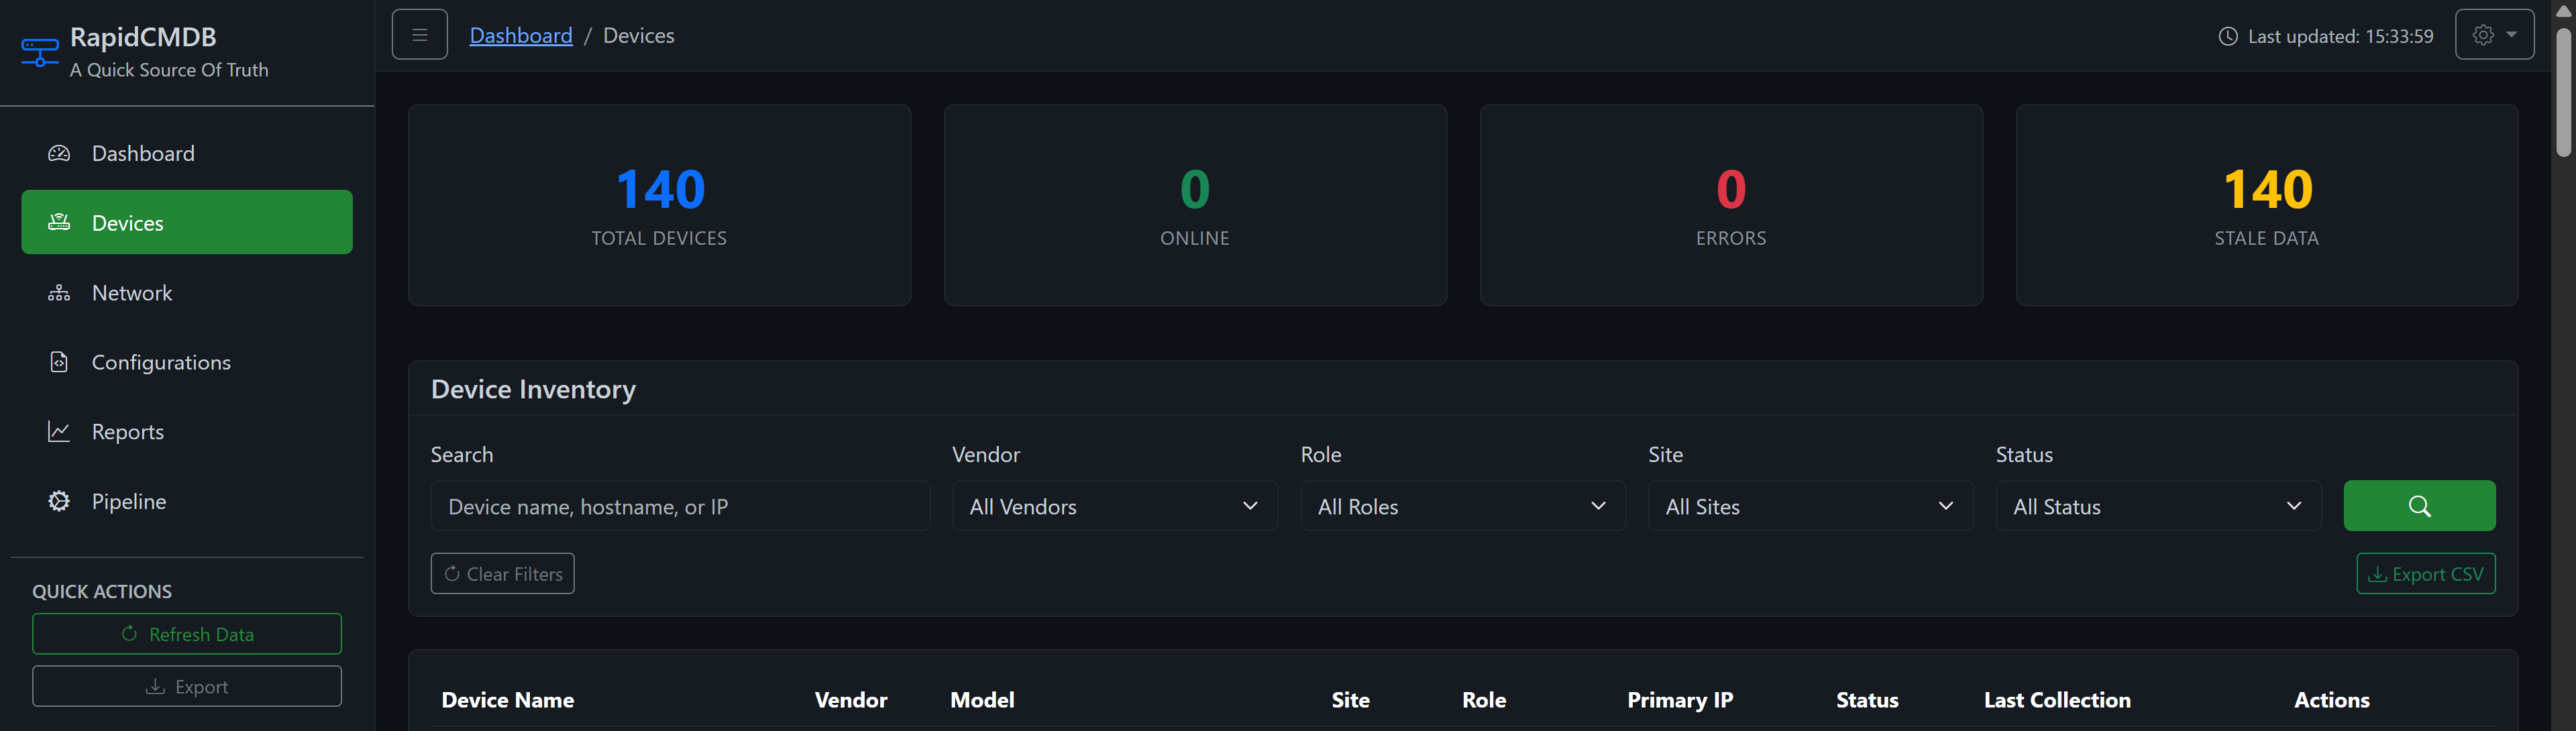 RapidCMDB
A Quick Source Of Truth
Dashboard
Devices
Network
Configurations
Reports
Pipeline
QUICK ACTIONS
Refresh Data
Export
Dashboard / Devices
Last updated: 15:33:59
140
TOTAL DEVICES
0
ONLINE
0
ERRORS
140
STALE DATA
Device Inventory
Search
Vendor
Role
Site
Status
Device name, hostname, or IP
All Vendors
All Roles
All Sites
All Status
Clear Filters
Export CSV
Device Name Vendor Model Site Role Primary IP Status Last Collection Actions